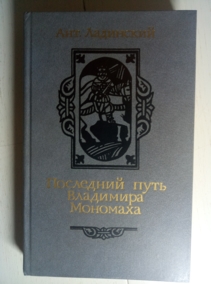 Ант. Ладинский
Последний путь
Владимира
Мономаха